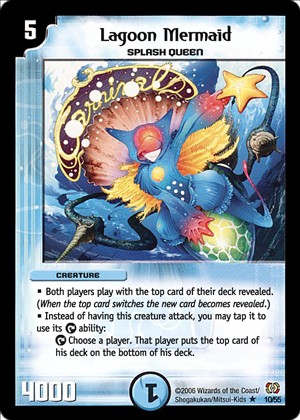 5
Lagoon Mermaid
SPLASH QUEEN
Carnival
CREATURE
▪ Both players play with the top card of their deck revealed.
(When the top card switches the new card becomes revealed.)
▪ Instead of having this creature attack, you may tap it to
use its ability:
Choose a player. That player puts the top card of
his deck on the bottom of his deck.
4000
1
©2006 Wizards of the Coast/
Shogakukan/Mitsui-Kids ★ 10/55